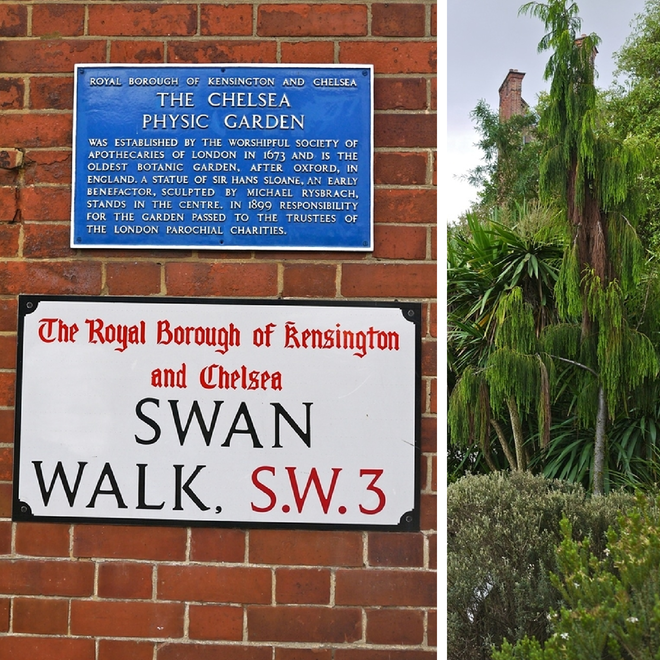 ROYAL BOROUGH OF KENSINGTON AND CHELSEA
THE CHELSEA
PHYSIC GARDEN
WAS ESTABLISHED BY THE WORSHIPFUL SOCIETY OF
APOTHECARIES OF LONDON IN 1673 AND IS THE
OLDEST BOTANIC GARDEN, AFTER OXFORD, IN
ENGLAND. A STATUE OF SIR HANS SLOANE, AN EARLY
BENEFACTOR, SCULPTED BY MICHAEL RYSBRACH,
STANDS IN THE CENTRE. IN 1899 RESPONSIBILITY
FOR THE GARDEN PASSED TO THE TRUSTEES OF
THE LONDON PAROCHIAL CHARITIES.
The Royal Borough of Kensington
and Chelsea
SWAN
WALK, S.W.3